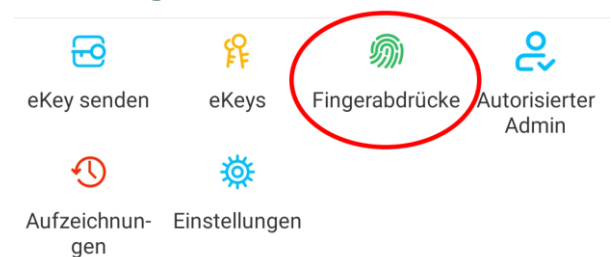 eKey senden eKeys Fingerabdrücke Autorisierter
Admin
Aufzeichnun- Einstellungen
gen